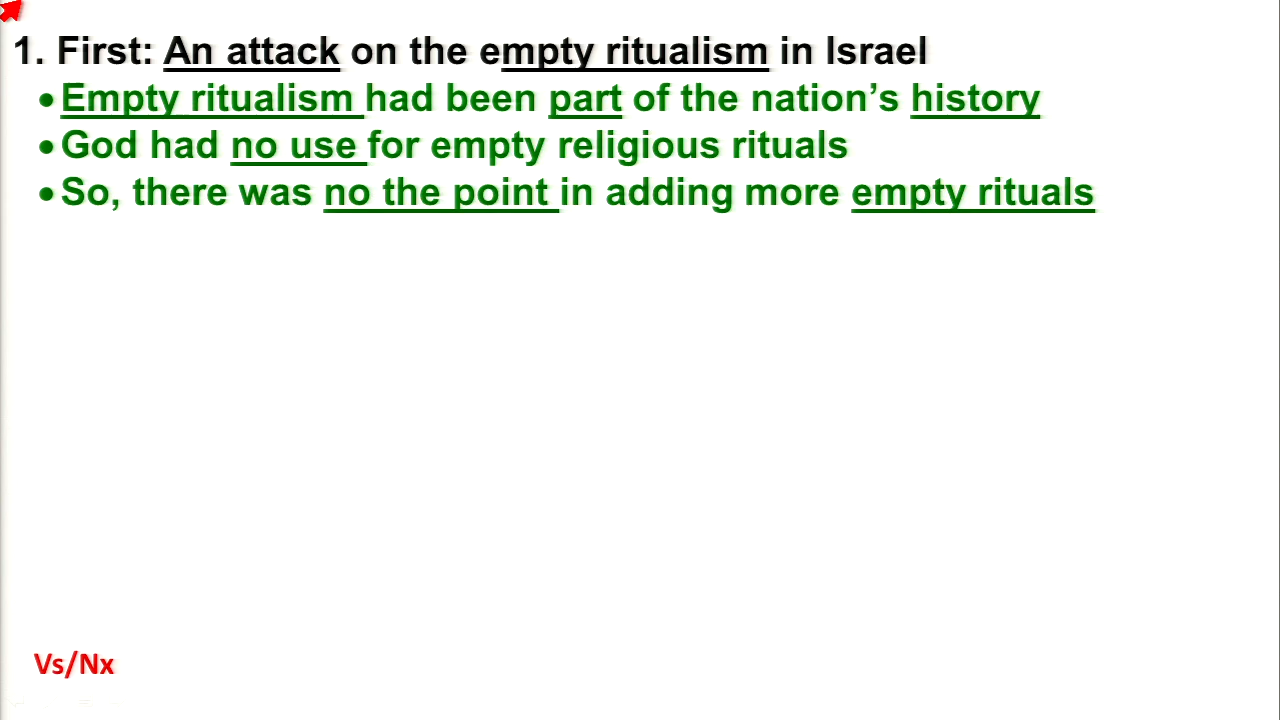 1. First: An attack on the empty ritualism in Israel
•Empty ritualism had been part of the nation’s history
•God had no use for empty religious rituals
•So, there was no the point in adding more empty rituals
Vs/Nx